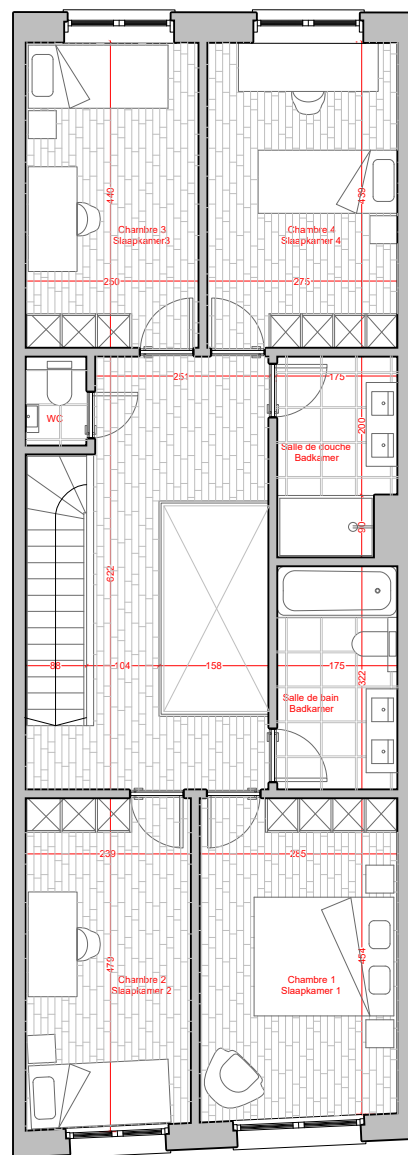 440
Chambre 3
Slaapkamer3
250
439
Chambre 4
Slaapkamer 4
275
WC
251
175
200
Salle de douche
Badkamer
90
622
88
104
158
175
322
Salle de bain
Badkamer
239
285
479
Chambre 2
Slaapkamer 2
454
Chambre 1
Slaapkamer 1